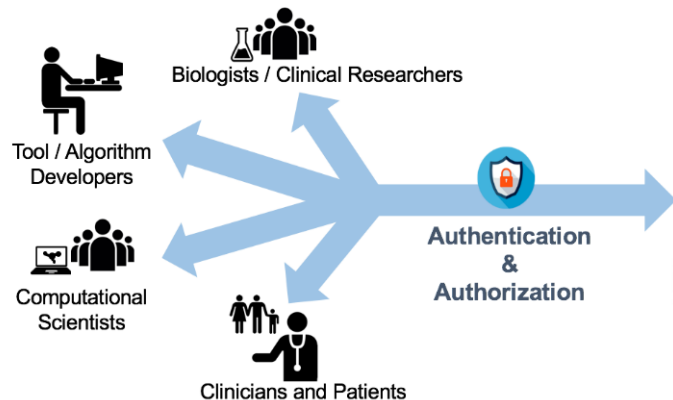 Biologists / Clinical Researchers
Tool / Algorithm
Developers
Authentication
&
Authorization
Computational
Scientists
Clinicians and Patients